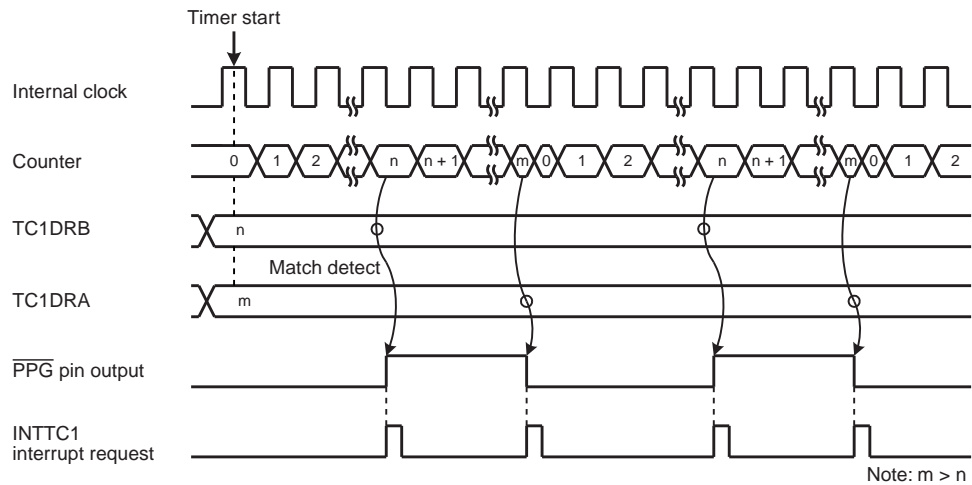 Timer start
Internal clock
Counter
0 1 2 n n + 1 m 0 1 2 n n + 1 m 0 1 2
TC1DRB
n
Match detect
TC1DRA
m
PPG pin output
INTTC1
interrupt request
Note: m > n